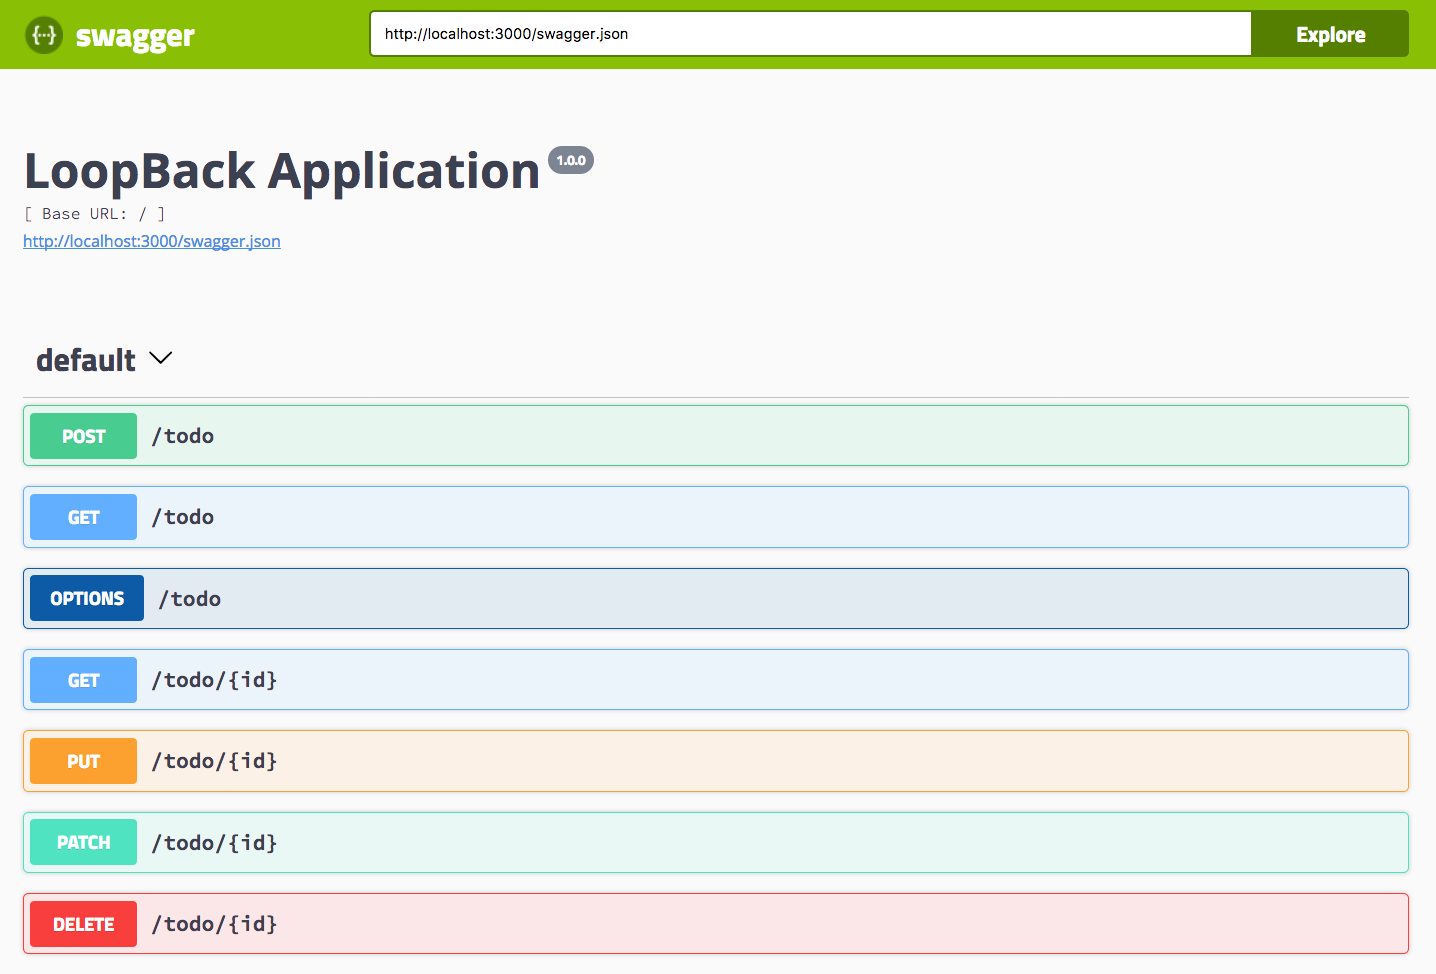 {···} swagger
http://localhost:3000/swagger.json
Explore
LoopBack Application 1.0.0
[ Base URL: / ]
http://localhost:3000/swagger.json
default
POST /todo
GET /todo
OPTIONS /todo
GET /todo/{id}
PUT /todo/{id}
PATCH /todo/{id}
DELETE /todo/{id}